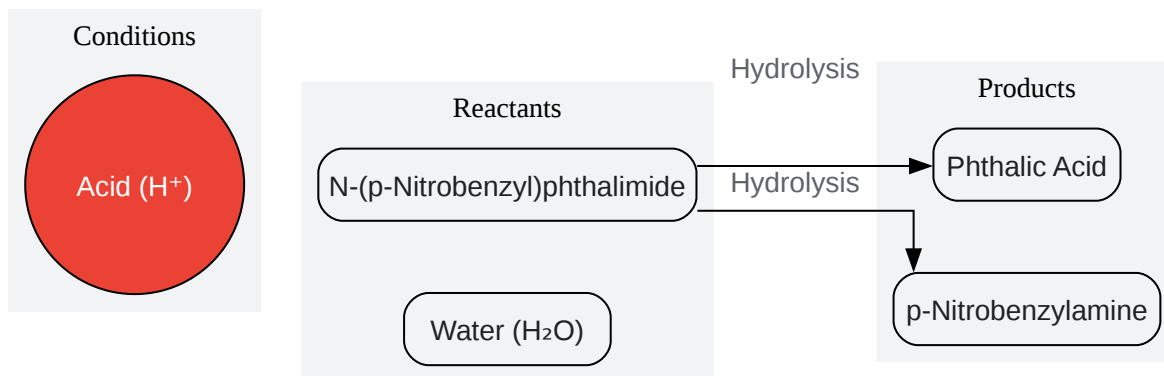 Conditions
Acid (H⁺)
Reactants
N-(p-Nitrobenzyl)phthalimide
Water (H₂O)
Hydrolysis
Hydrolysis
Products
Phthalic Acid
p-Nitrobenzylamine